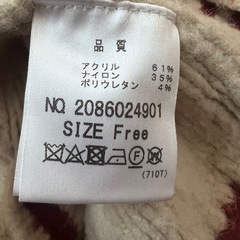 品質
アクリル 61%
ナイロン 35%
ポリウレタン 4%
NO. 2086024901
SIZE Free
(710T)